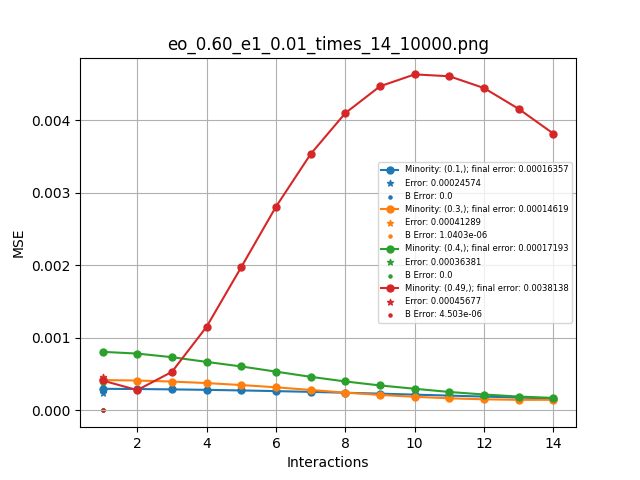 eo_0.60_e1_0.01_times_14_10000.png
MSE
0.004
0.003
0.002
0.001
0.000
Minority: (0.1,); final error: 0.00016357
Error: 0.00024574
B Error: 0.0
Minority: (0.3,); final error: 0.00014619
Error: 0.00041289
B Error: 1.0403e-06
Minority: (0.4,); final error: 0.00017193
Error: 0.00036381
B Error: 0.0
Minority: (0.49,); final error: 0.0038138
Error: 0.00045677
B Error: 4.503e-06
2 4 6 8 10 12 14
Interactions